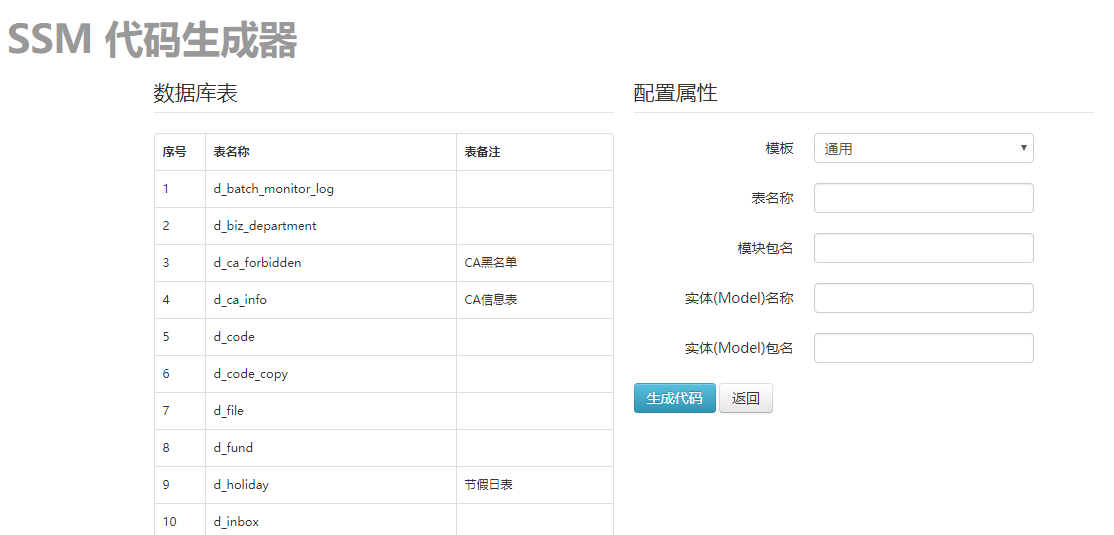 SSM 代码生成器
数据库表
序号 表名称 表备注
1 d_batch_monitor_log
2 d_biz_department
3 d_ca_forbidden CA黑名单
4 d_ca_info CA信息表
5 d_code
6 d_code_copy
7 d_file
8 d_fund
9 d_holiday 节假日表
10 d_inbox
配置属性
模板 通用
表名称
模块包名
实体(Model)名称
实体(Model)包名
生成代码 返回